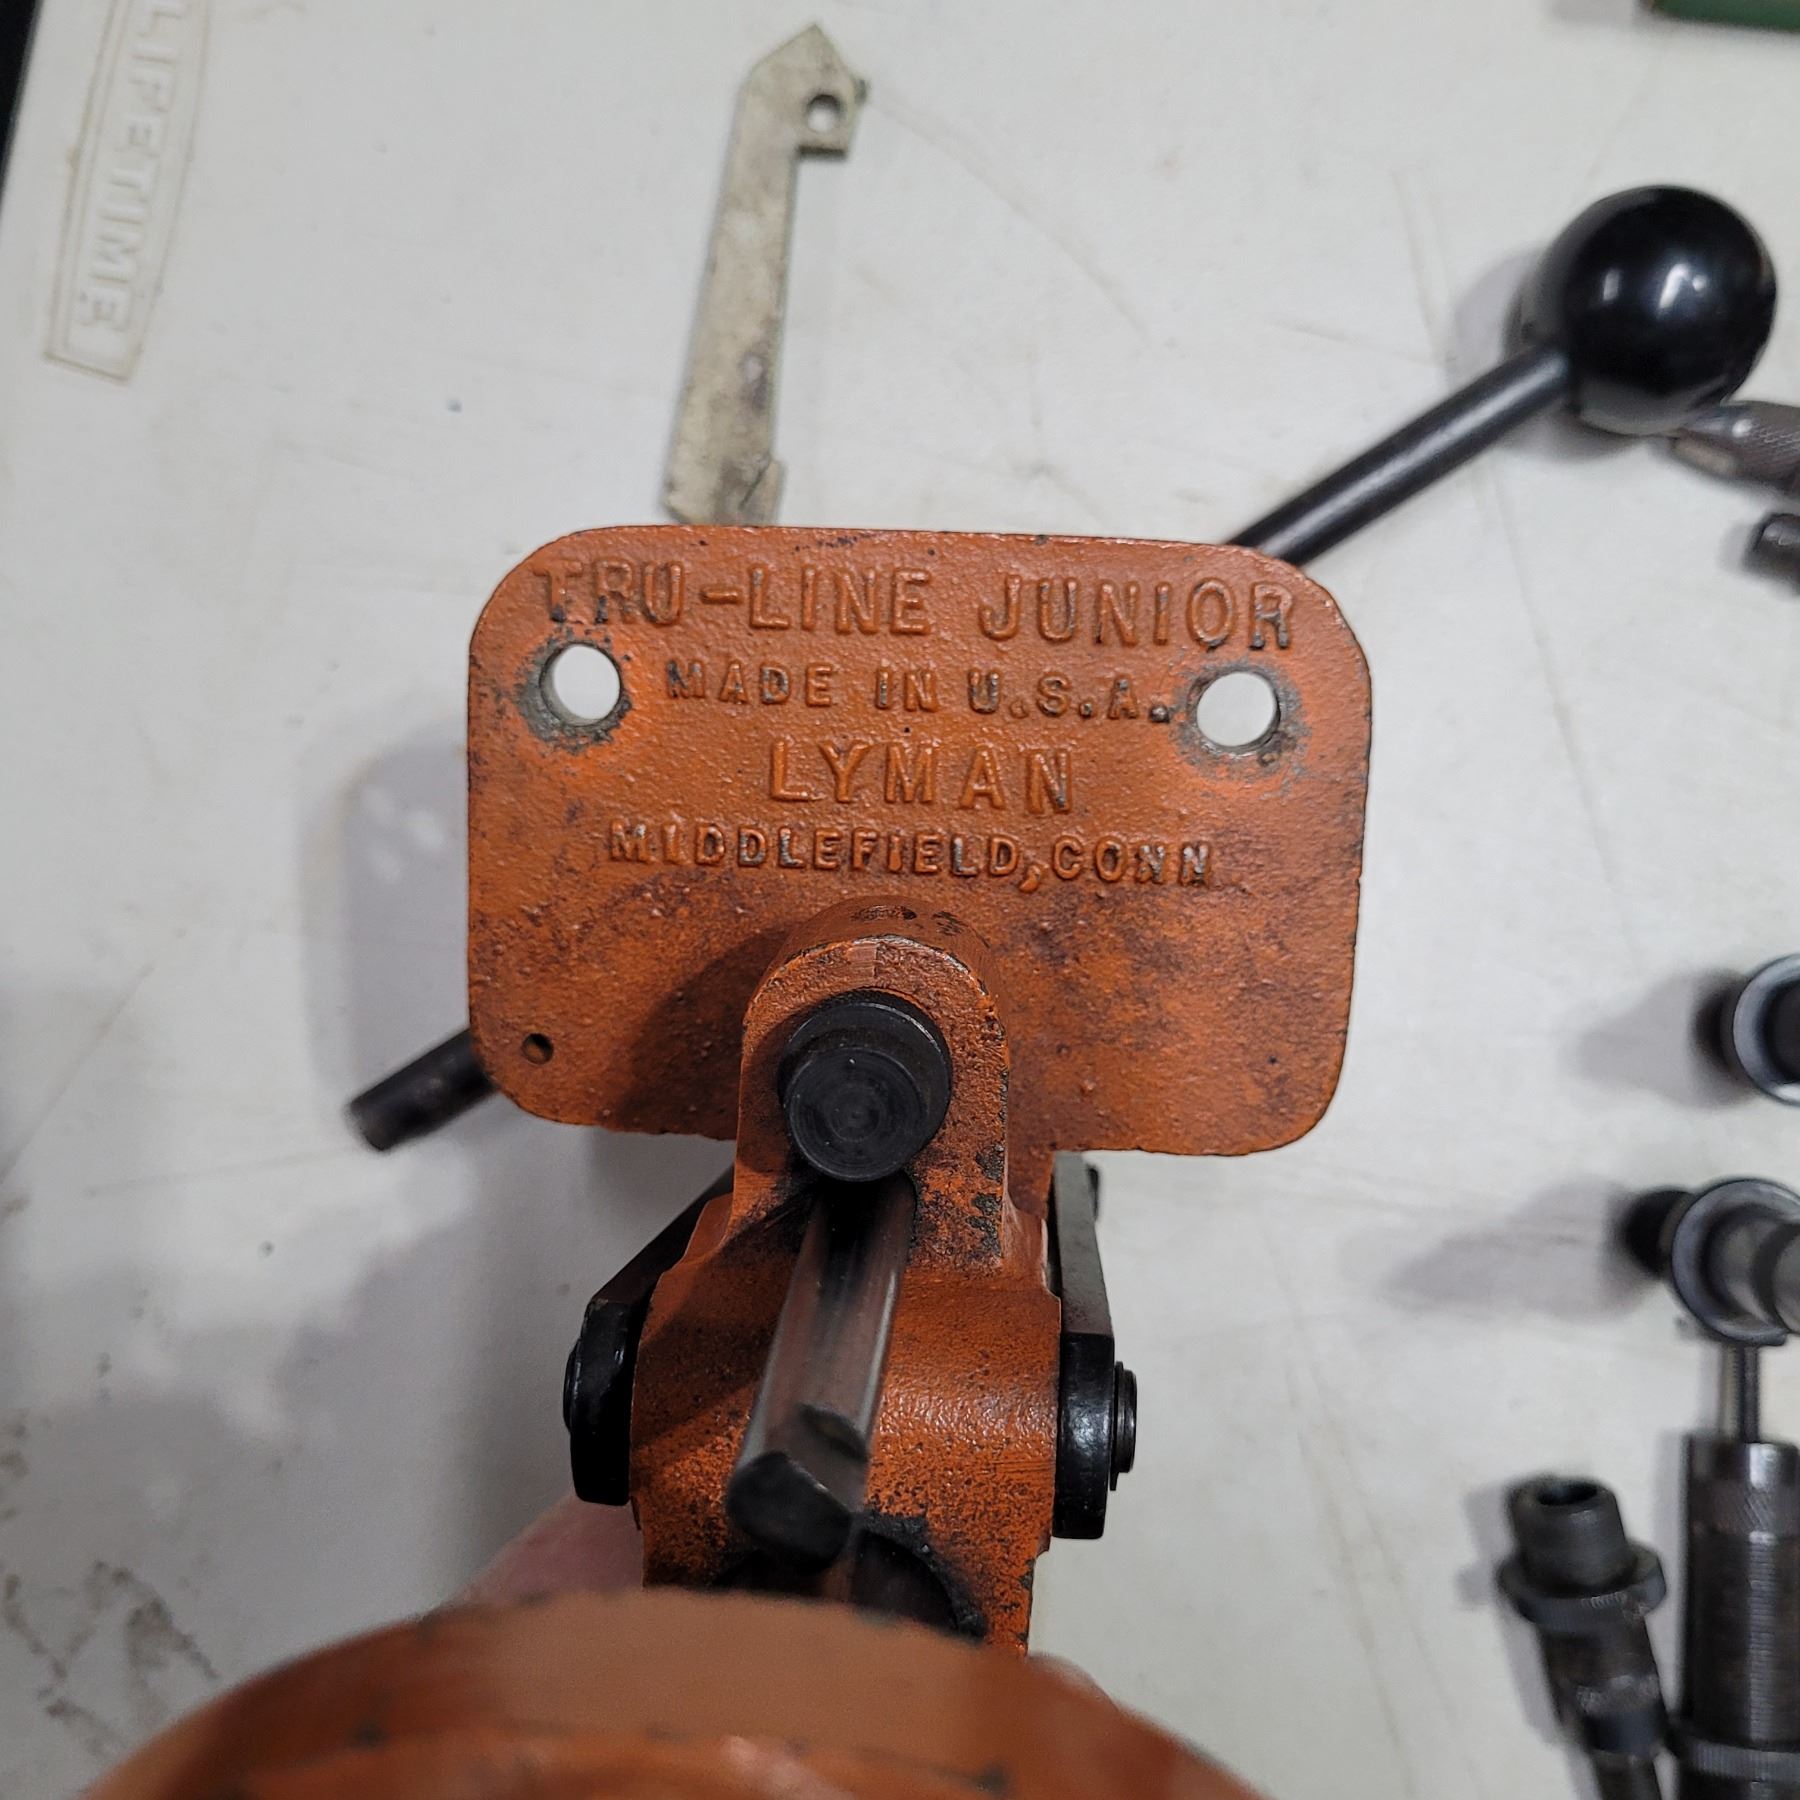 LIFETIME
TRU-LINE JUNIOR
MADE IN U.S.A.
LYMAN
MIDDLEFIELD, CONN